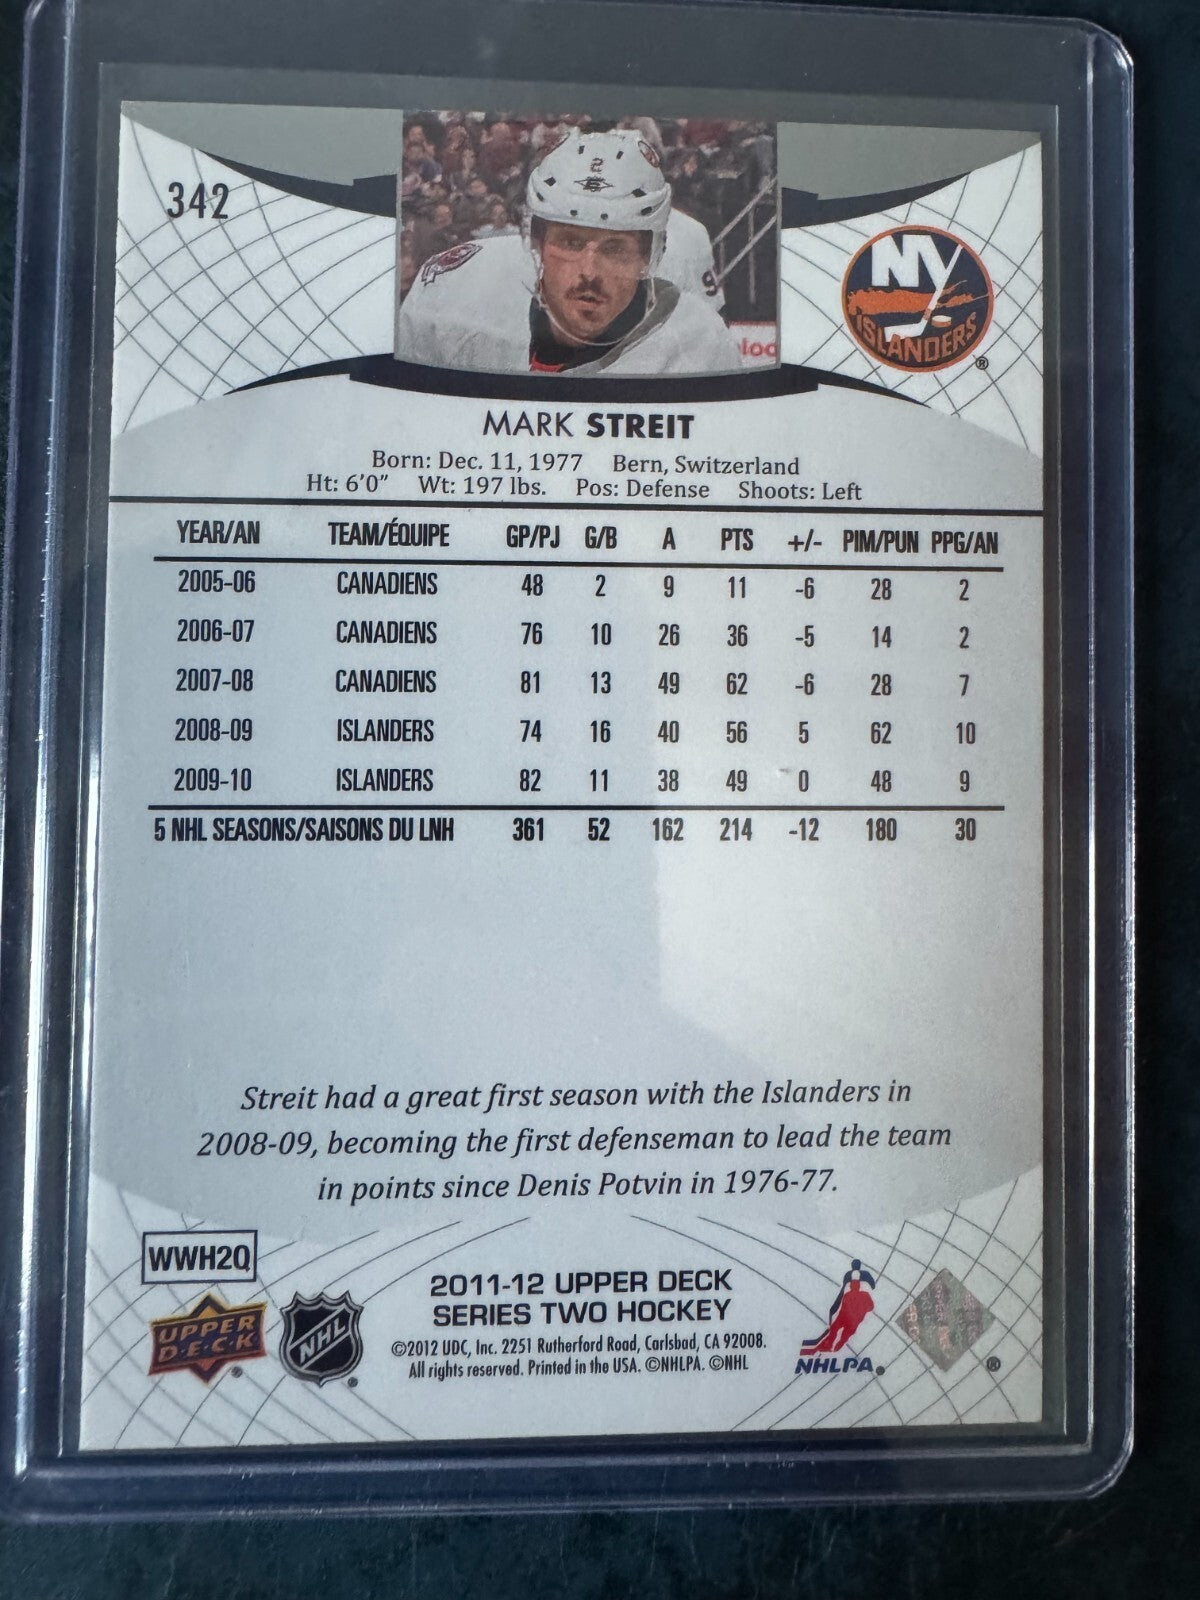 342
2
9
loc
NY
ISLANDERS
®
MARK STREIT
Born: Dec. 11, 1977 Bern, Switzerland
Ht: 6'0" Wt: 197 lbs. Pos: Defense Shoots: Left
YEAR/AN TEAM/ÉQUIPE GP/PJ G/B A PTS +/- PIM/PUN PPG/AN
2005-06 CANADIENS 48 2 9 11 -6 28 2
2006-07 CANADIENS 76 10 26 36 -5 14 2
2007-08 CANADIENS 81 13 49 62 -6 28 7
2008-09 ISLANDERS 74 16 40 56 5 62 10
2009-10 ISLANDERS 82 11 38 49 0 48 9
5 NHL SEASONS/SAISONS DU LNH 361 52 162 214 -12 180 30
Streit had a great first season with the Islanders in
2008-09, becoming the first defenseman to lead the team
in points since Denis Potvin in 1976-77.
WWH2Q
UPPER
D·E·C·K
NHL
2011-12 UPPER DECK
SERIES TWO HOCKEY
©2012 UDC, Inc. 2251 Rutherford Road, Carlsbad, CA 92008.
All rights reserved. Printed in the USA. ©NHLPA. ©NHL
NHLPA®
®